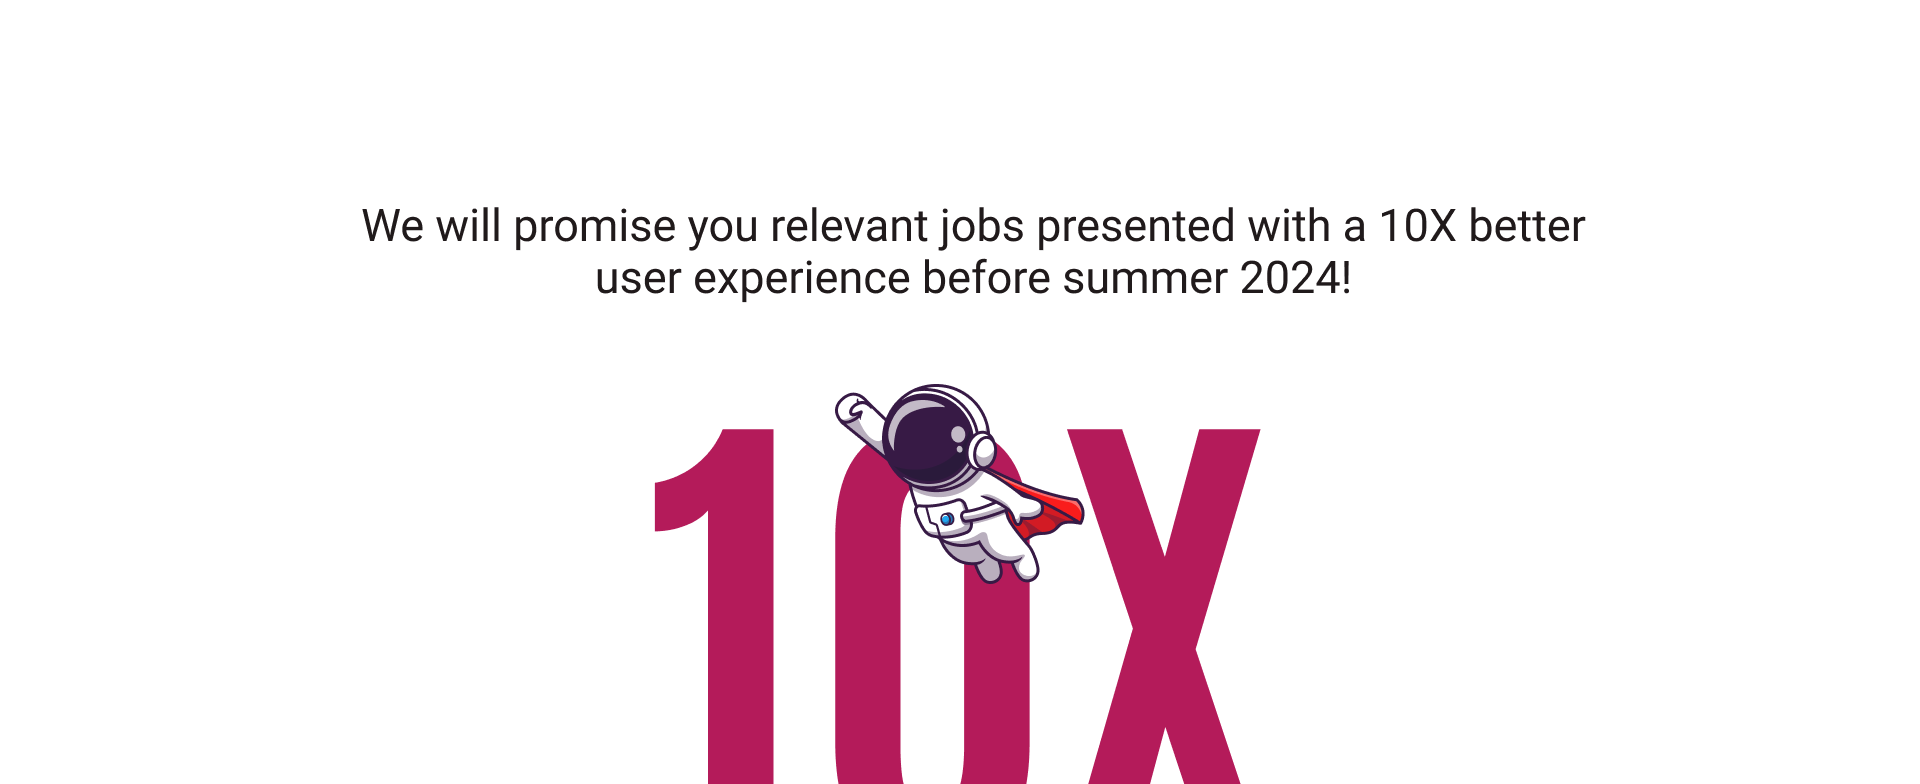 We will promise you relevant jobs presented with a 10X better
user experience before summer 2024!
10X